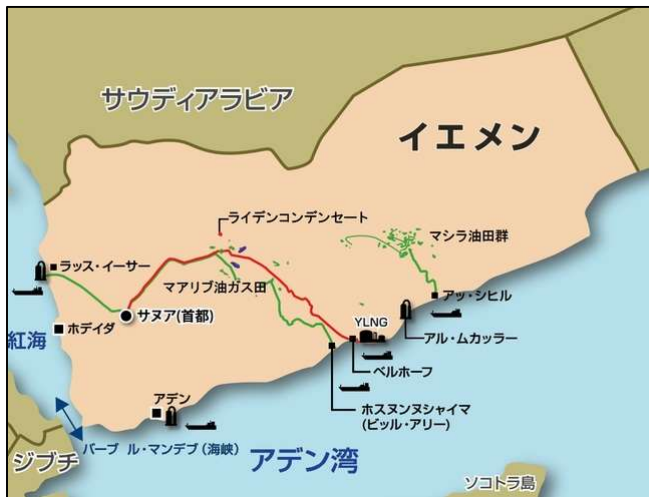 サウディアラビア
イエメン
ライデンコンデンセート
マシラ油田群
ラッス・イーサー
マアリブ油ガス田
アッ・シヒル
サヌア(首都)
YLNG
紅海
ホデイダ
アル・ムカッラー
ベルホーフ
アデン
ホスヌンヌシャイマ
(ビッル・アリー)
バーブ ル・マンデブ(海峡)
ジブチ
アデン湾
ソコトラ島